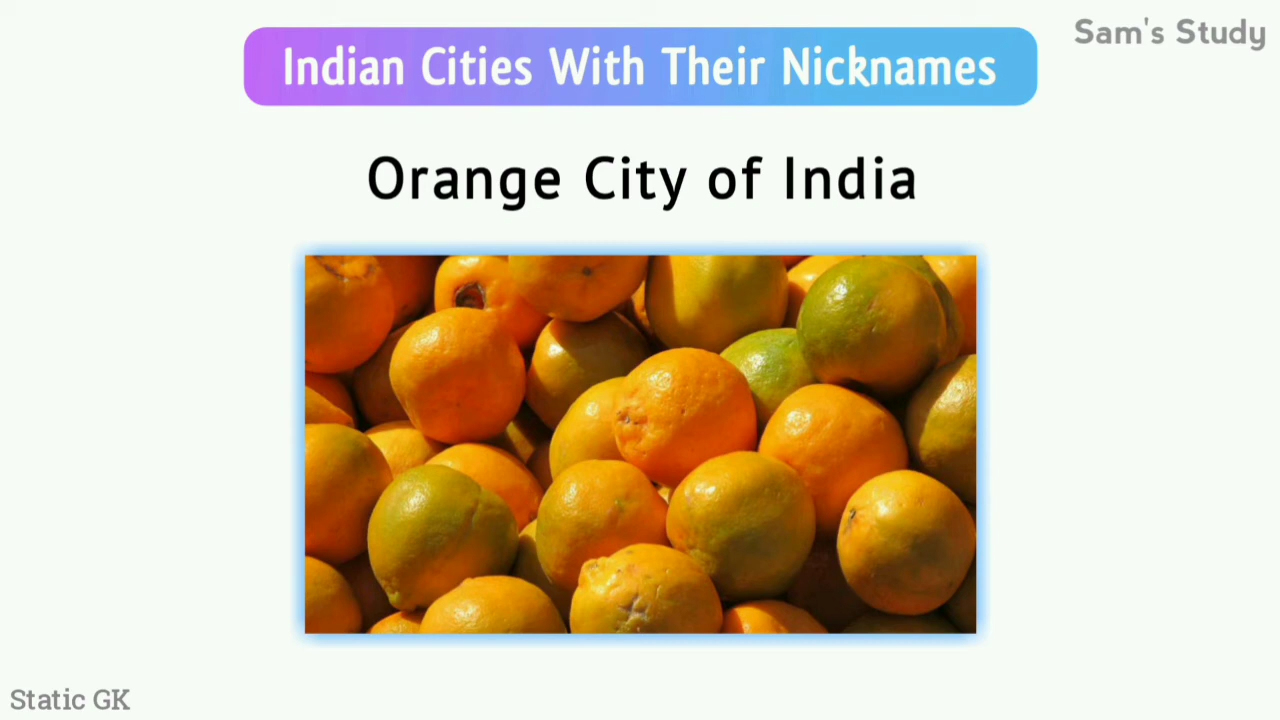 Sam's Study
Indian Cities With Their Nicknames
Orange City of India
Static GK